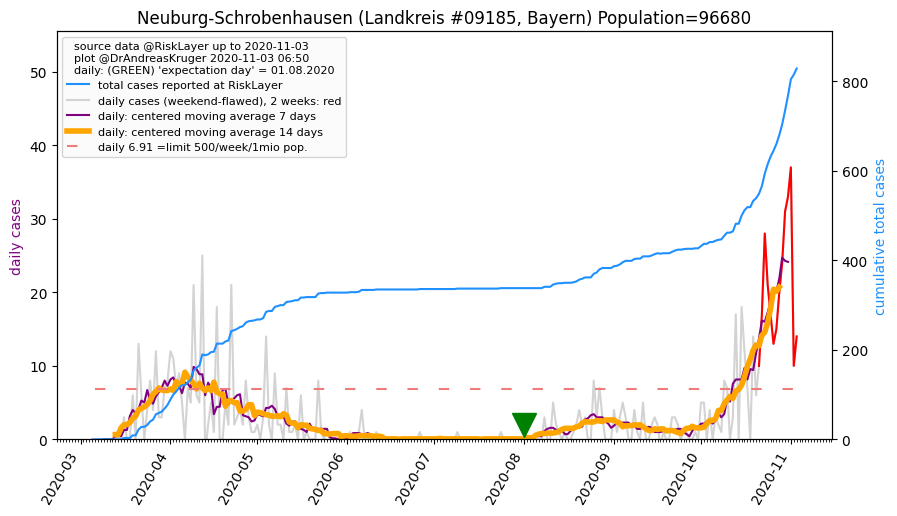 Neuburg-Schrobenhausen (Landkreis #09185, Bayern) Population=96680
source data @RiskLayer up to 2020-11-03
plot @DrAndreasKruger 2020-11-03 06:50
daily: (GREEN) 'expectation day' = 01.08.2020
total cases reported at RiskLayer
daily cases (weekend-flawed), 2 weeks: red
daily: centered moving average 7 days
daily: centered moving average 14 days
daily 6.91 =limit 500/week/1mio pop.
daily cases
50
40
30
20
10
0
cumulative total cases
800
600
400
200
0
2020-03
2020-04
2020-05
2020-06
2020-07
2020-08
2020-09
2020-10
2020-11